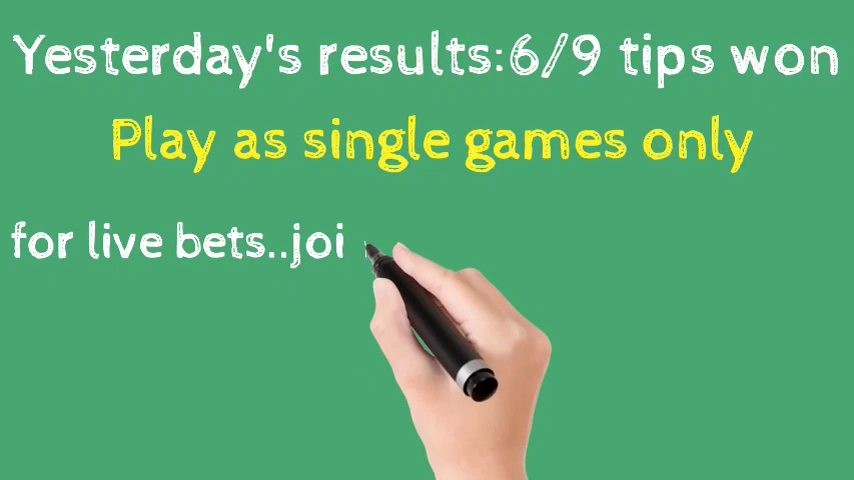 Yesterday's results:6/9 tips won
Play as single games only
for live bets..joi